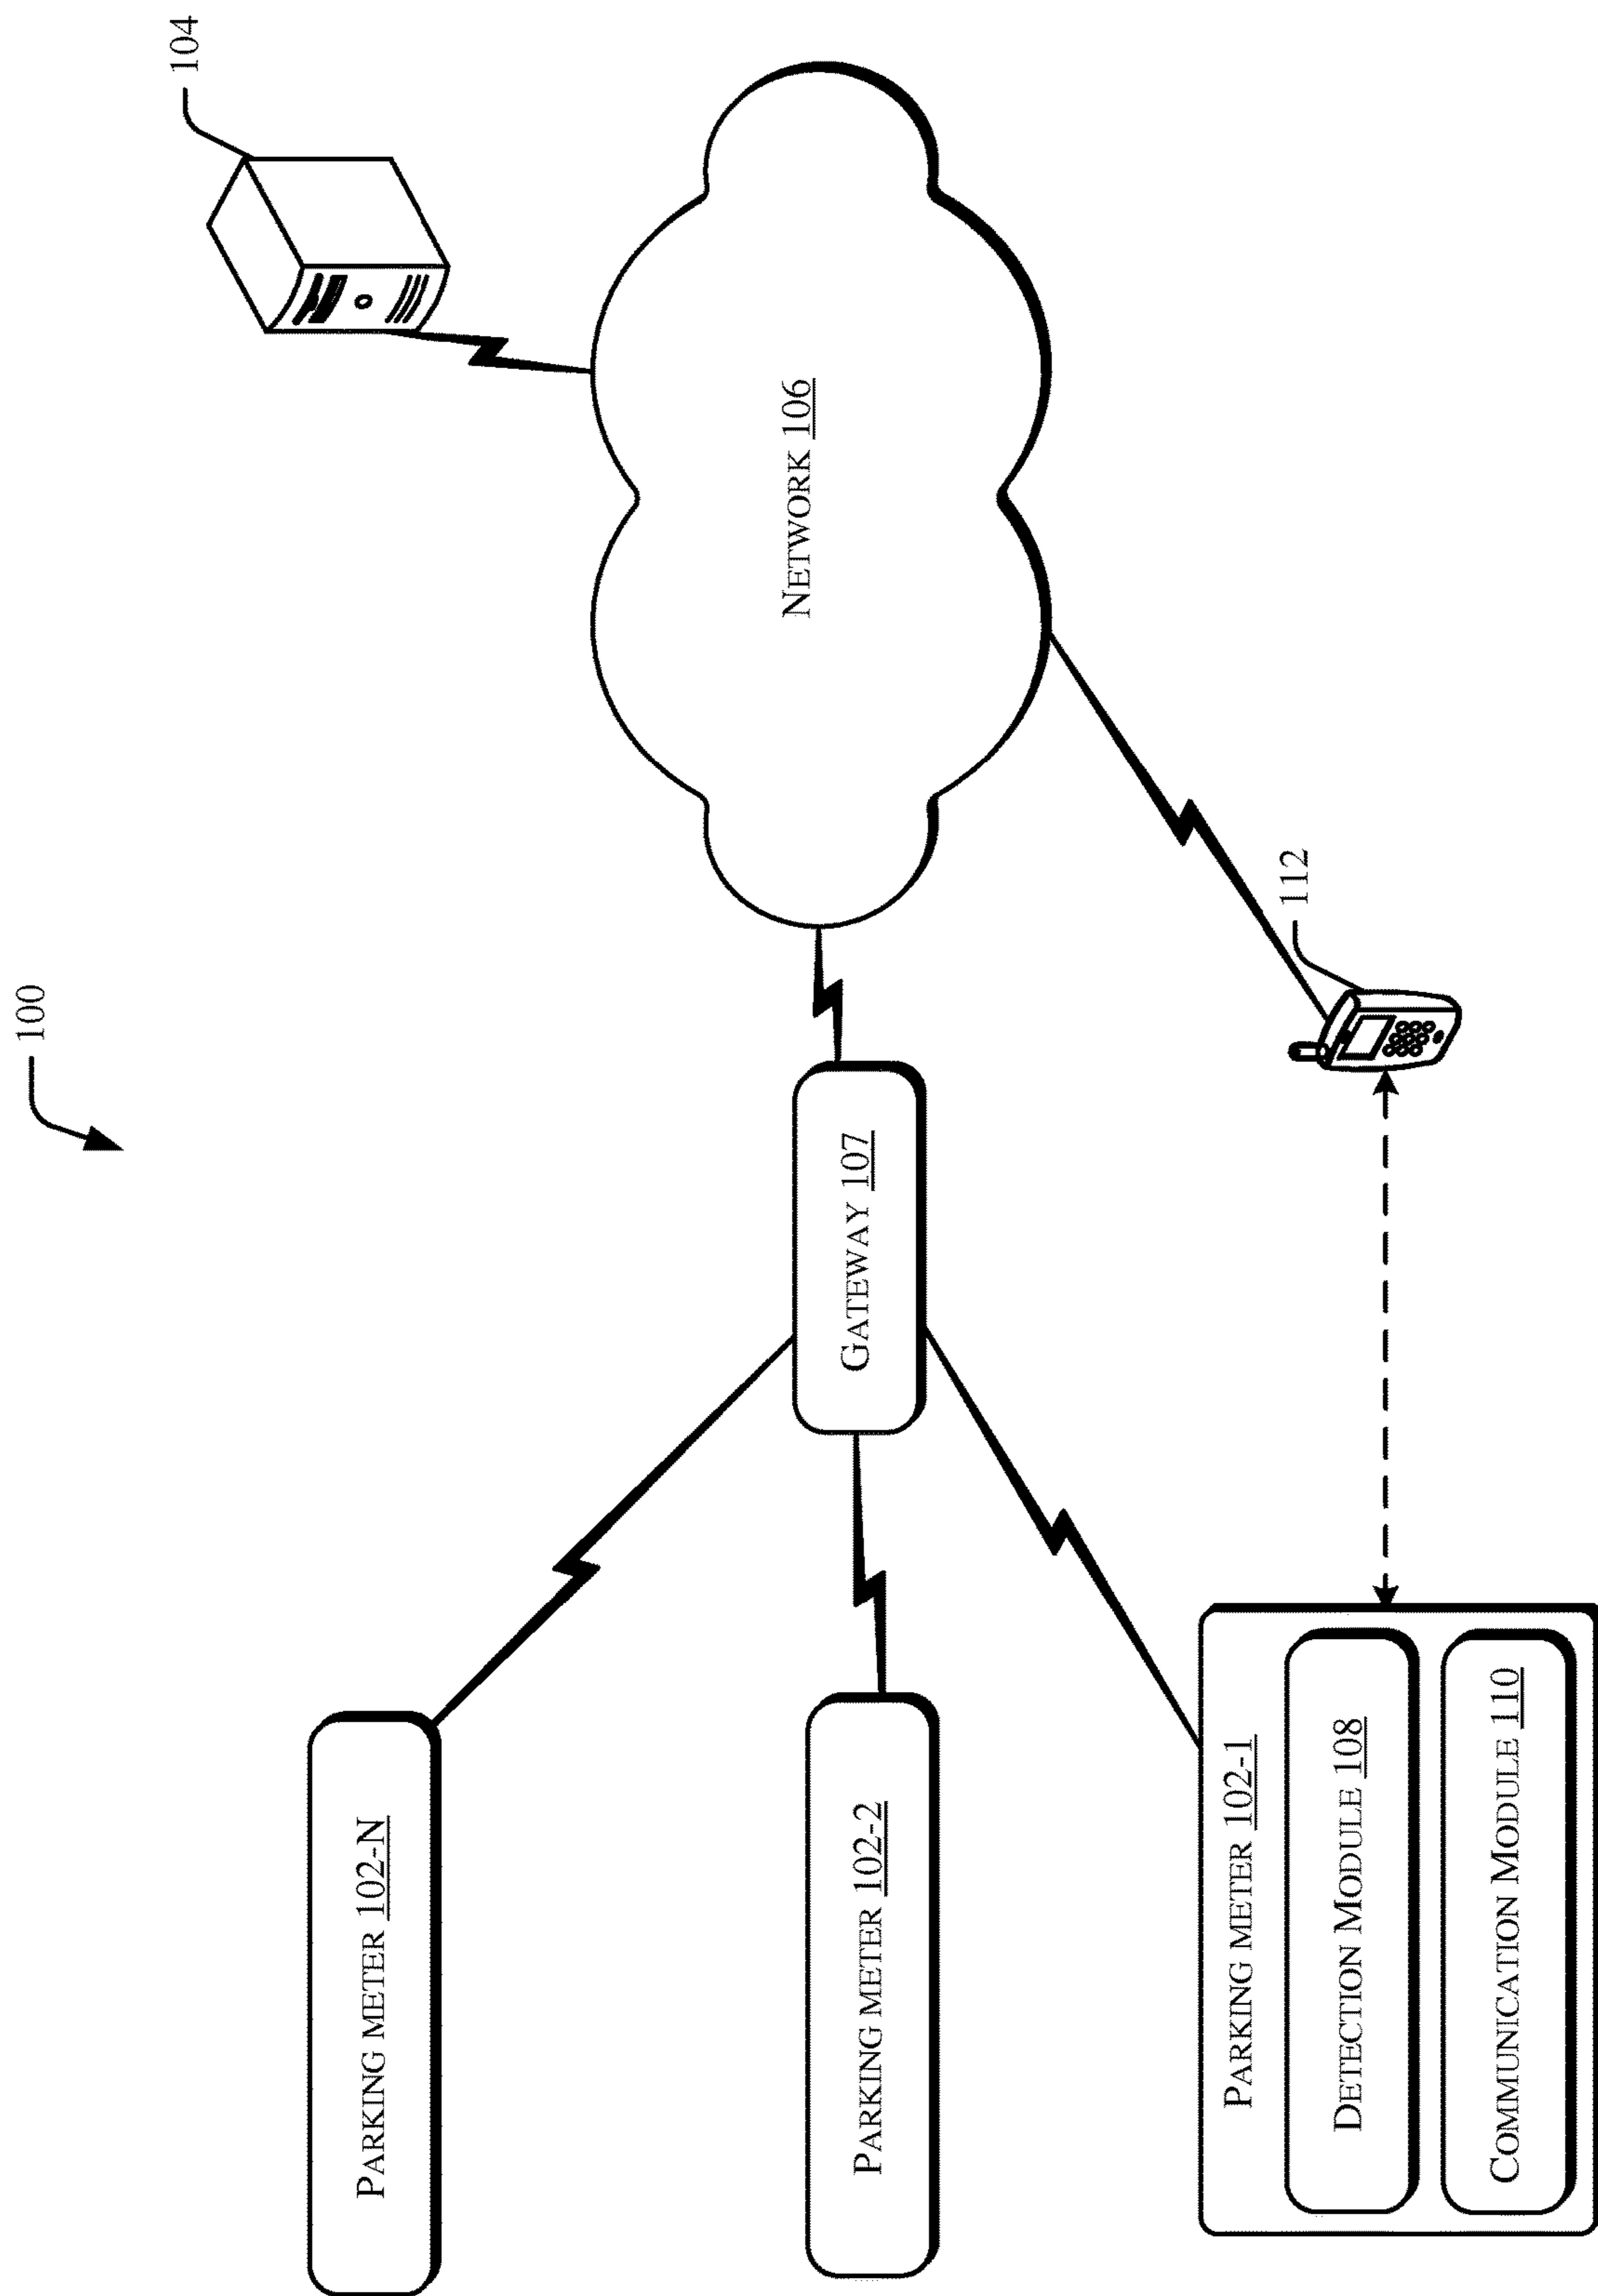 100
104
PARKING METER 102-N
NETWORK 106
GATEWAY 107
PARKING METER 102-2
112
PARKING METER 102-1
DETECTION MODULE 108
COMMUNICATION MODULE 110